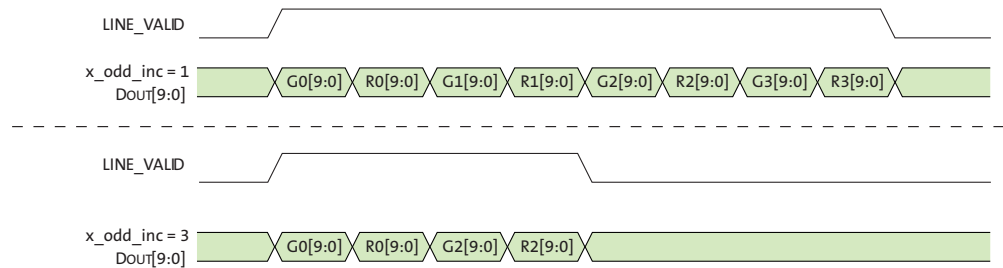 LINE_VALID
x_odd_inc = 1
DOUT[9:0]
G0[9:0] R0[9:0] G1[9:0] R1[9:0] G2[9:0] R2[9:0] G3[9:0] R3[9:0]
LINE_VALID
x_odd_inc = 3
DOUT[9:0]
G0[9:0] R0[9:0] G2[9:0] R2[9:0]